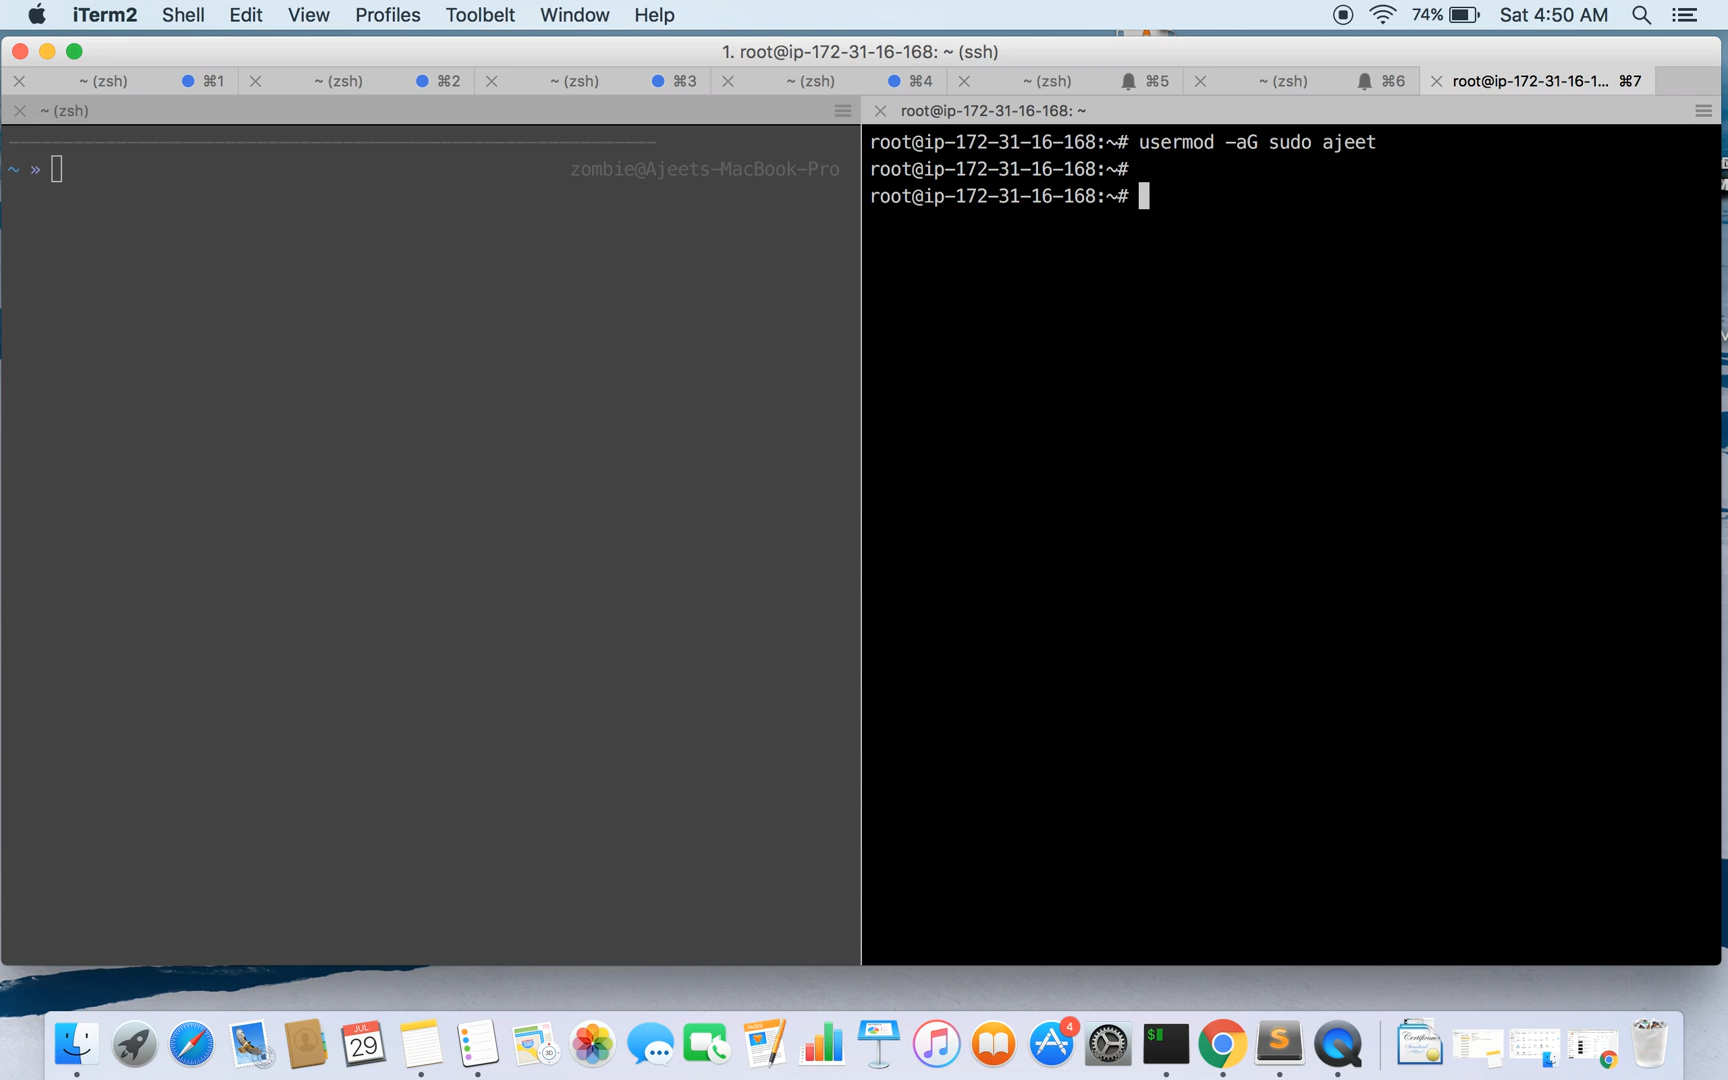 iTerm2 Shell Edit View Profiles Toolbelt Window Help 74% Sat 4:50 AM
1. root@ip-172-31-16-168: ~ (ssh)
~ (zsh) ⌘1 ~ (zsh) ⌘2 ~ (zsh) ⌘3 ~ (zsh) ⌘4 ~ (zsh) ⌘5 ~ (zsh) ⌘6 root@ip-172-31-16-1... ⌘7
~ (zsh)
~ » zombie@Ajeets-MacBook-Pro
root@ip-172-31-16-168: ~
root@ip-172-31-16-168:~# usermod -aG sudo ajeet
root@ip-172-31-16-168:~#
root@ip-172-31-16-168:~#
JUL
29
3D
PAGES
4
$
S